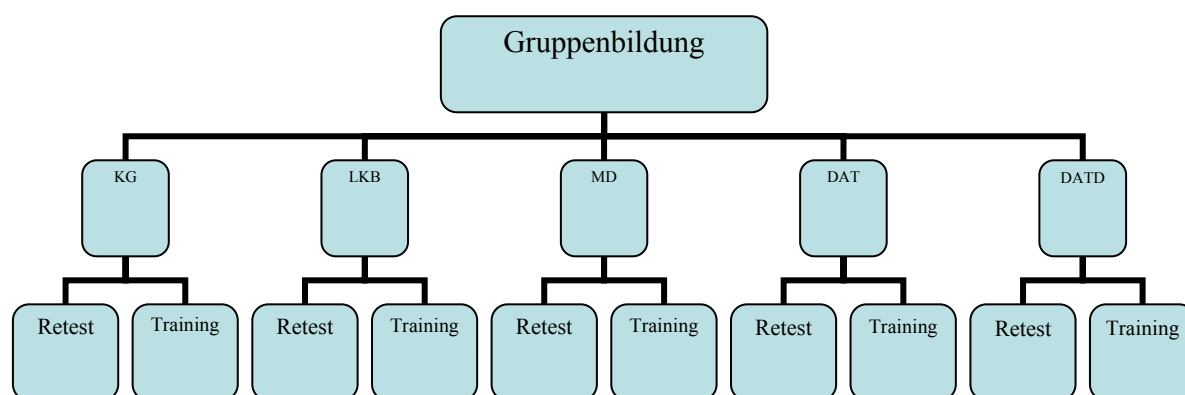 Gruppenbildung
KG
LKB
MD
DAT
DATD
Retest
Training
Retest
Training
Retest
Training
Retest
Training
Retest
Training